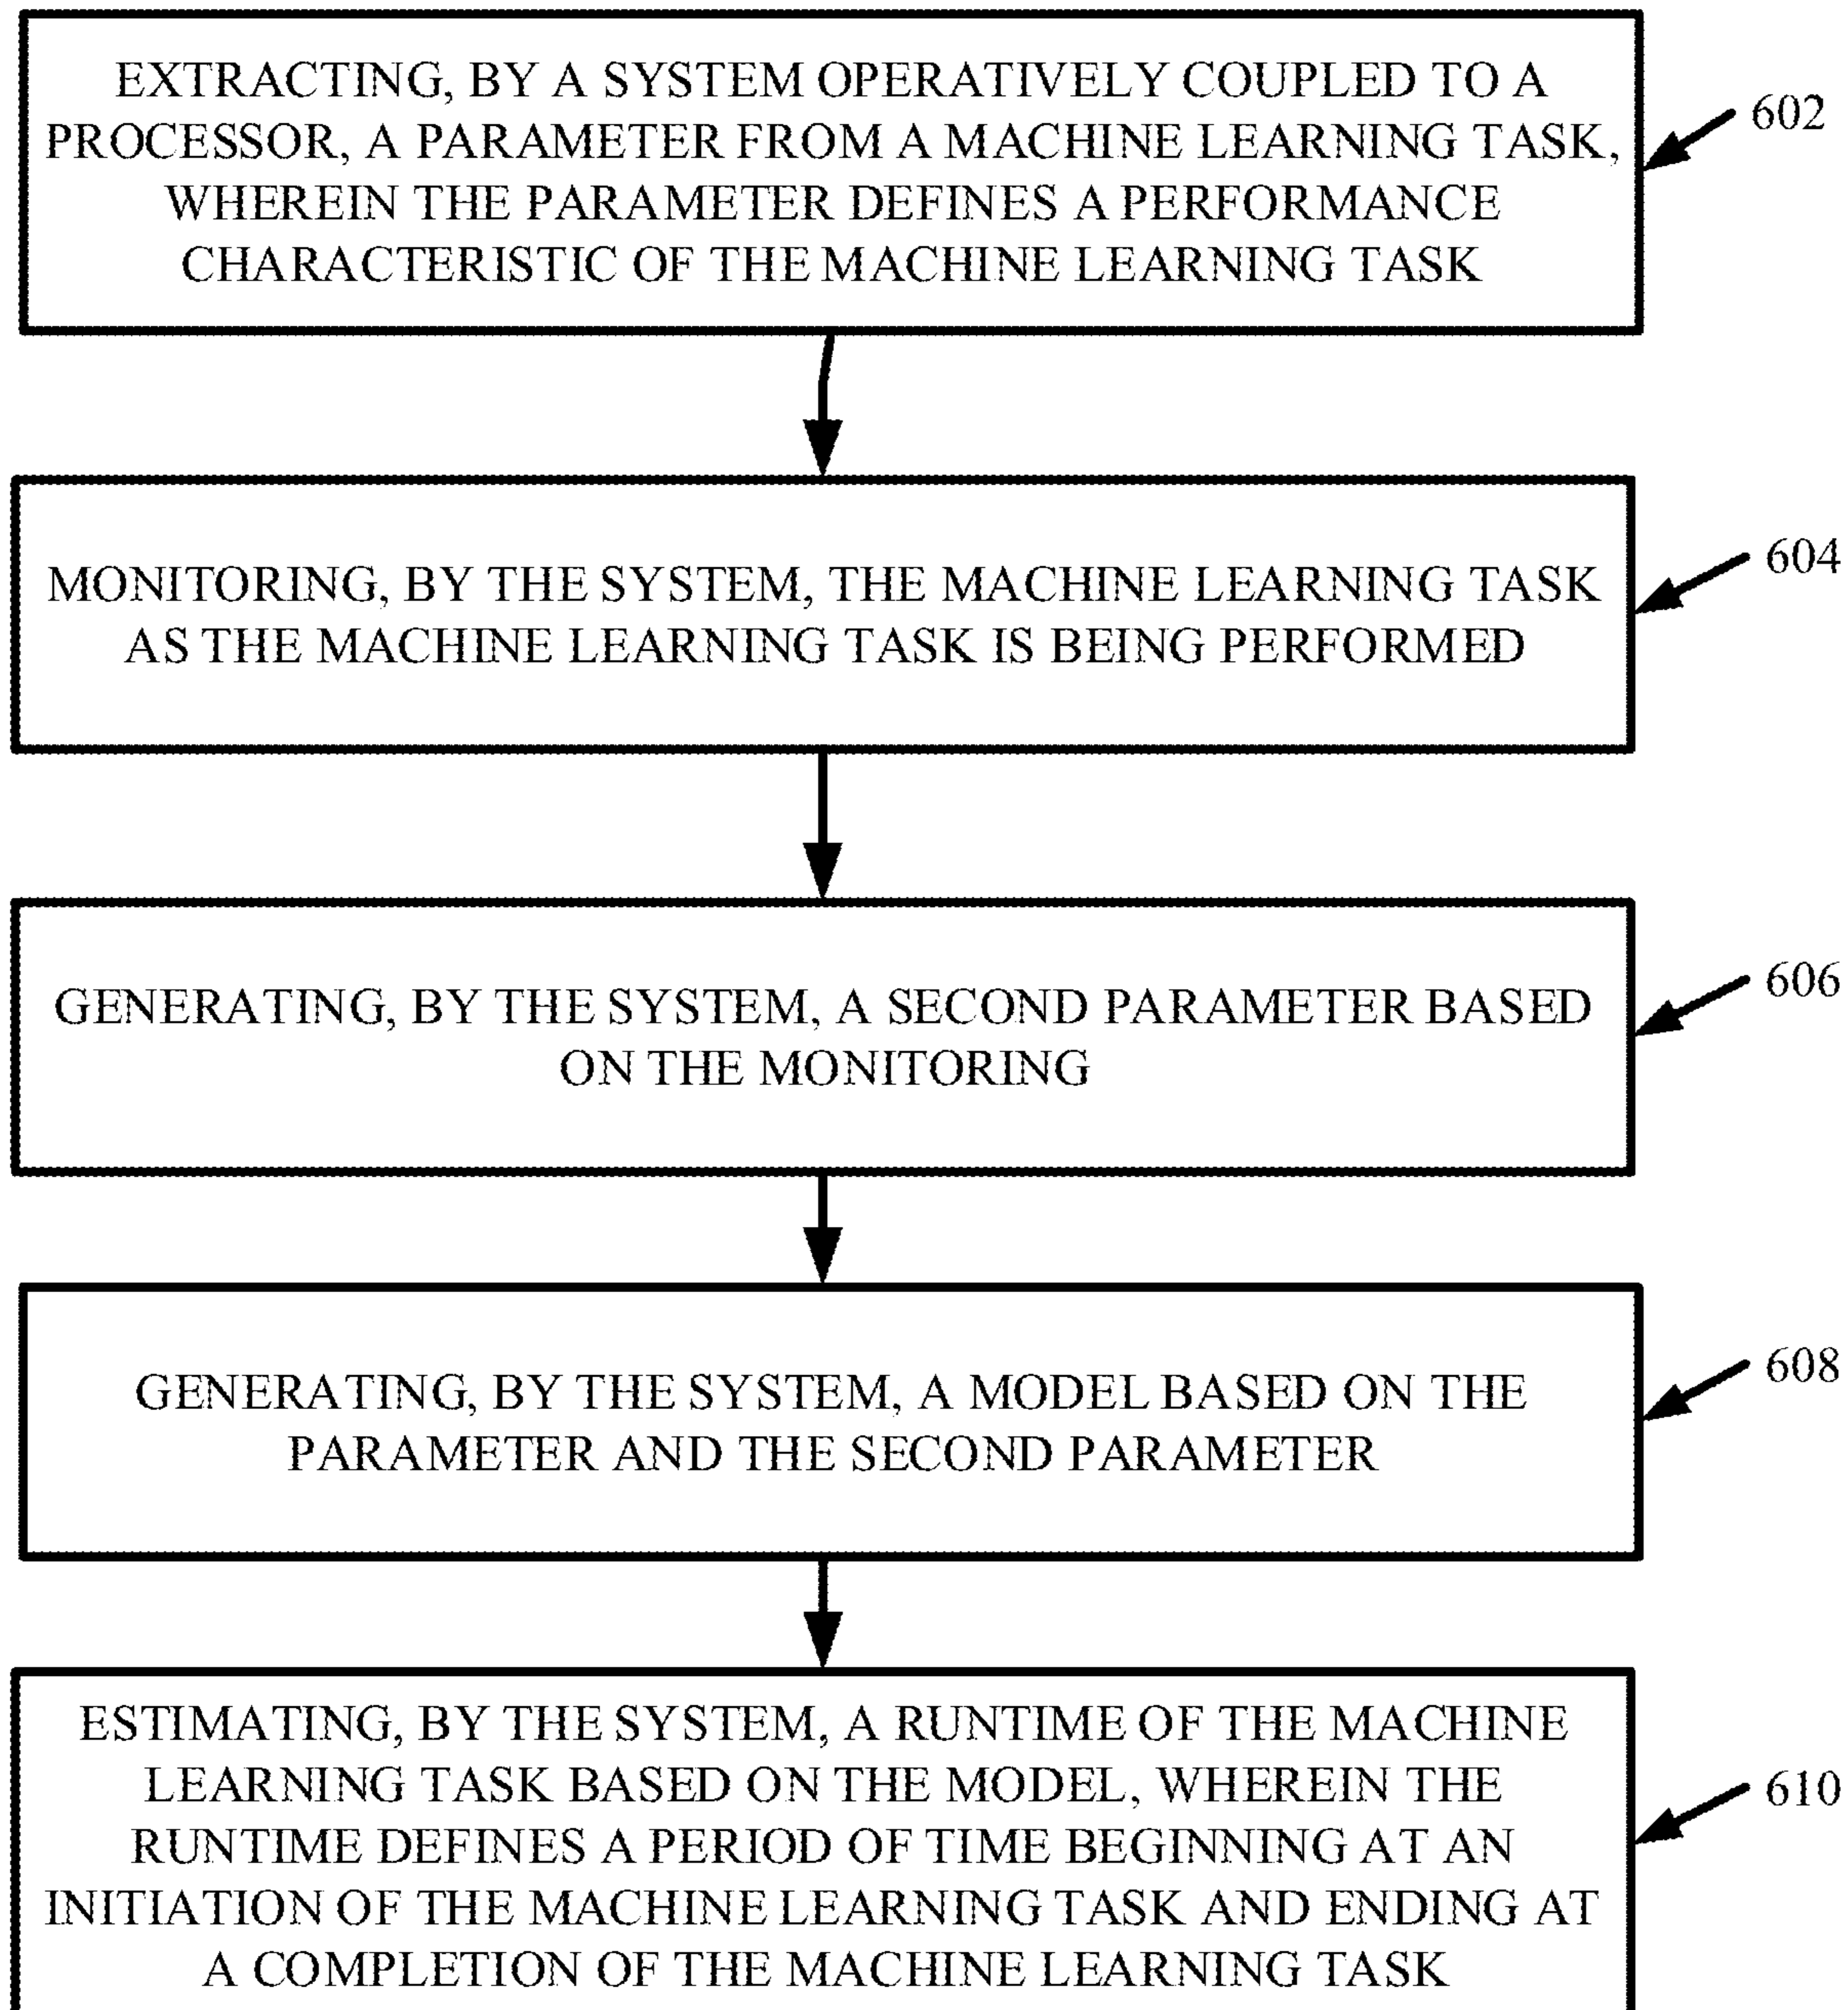 EXTRACTING, BY A SYSTEM OPERATIVELY COUPLED TO A
PROCESSOR, A PARAMETER FROM A MACHINE LEARNING TASK,
WHEREIN THE PARAMETER DEFINES A PERFORMANCE
CHARACTERISTIC OF THE MACHINE LEARNING TASK
602
MONITORING, BY THE SYSTEM, THE MACHINE LEARNING TASK
AS THE MACHINE LEARNING TASK IS BEING PERFORMED
604
GENERATING, BY THE SYSTEM, A SECOND PARAMETER BASED
ON THE MONITORING
606
GENERATING, BY THE SYSTEM, A MODEL BASED ON THE
PARAMETER AND THE SECOND PARAMETER
608
ESTIMATING, BY THE SYSTEM, A RUNTIME OF THE MACHINE
LEARNING TASK BASED ON THE MODEL, WHEREIN THE
RUNTIME DEFINES A PERIOD OF TIME BEGINNING AT AN
INITIATION OF THE MACHINE LEARNING TASK AND ENDING AT
A COMPLETION OF THE MACHINE LEARNING TASK
610